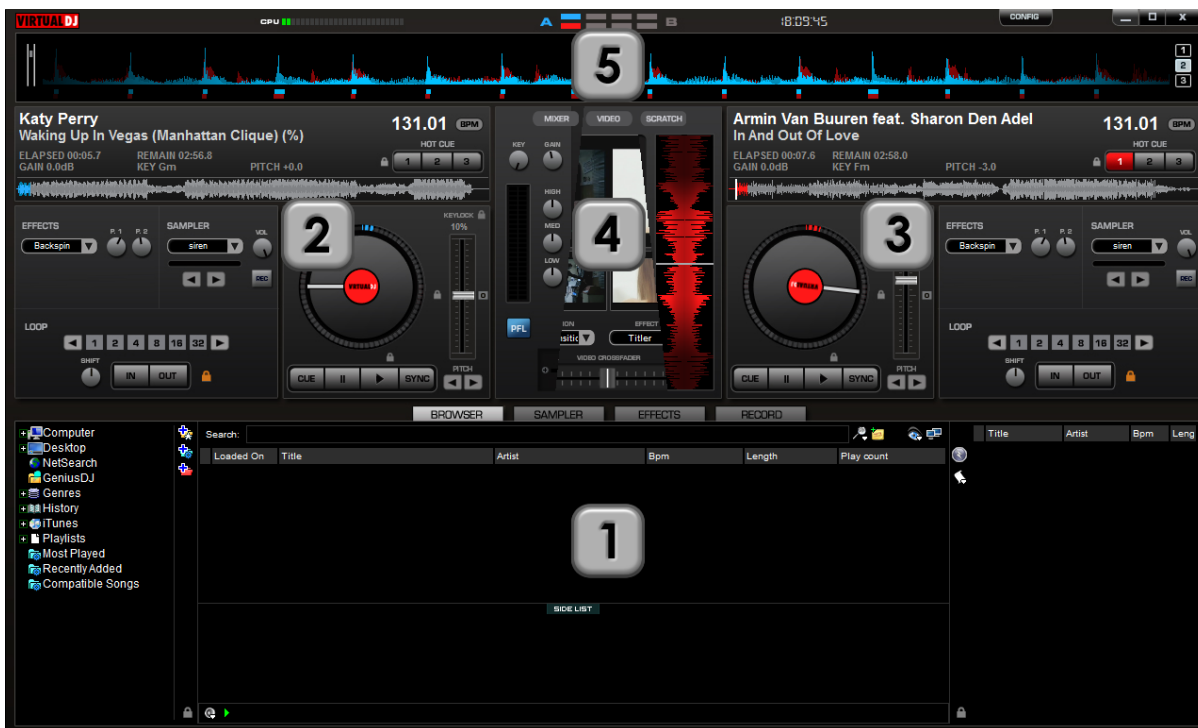 VIRTUAL DJ
CPU
A
B
18:09:45
CONFIG
X
5
1
2
3
Katy Perry
Waking Up In Vegas (Manhattan Clique) (%)
131.01 BPM
HOT CUE
1 2 3
ELAPSED 00:05.7 REMAIN 02:56.8
GAIN 0.0dB KEY Gm PITCH +0.0
EFFECTS
Backspin
P. 1 P. 2
SAMPLER
siren
VOL
REC
2
KEYLOCK
10%
VIRTUALDJ
LOOP
1 2 4 8 16 32
SHIFT
IN OUT
CUE II SYNC
PITCH
MIXER VIDEO SCRATCH
KEY GAIN
HIGH
MED
LOW
4
PFL
ION
sitic
EFFECT
Titler
VIDEO CROSSFADER
Armin Van Buuren feat. Sharon Den Adel
In And Out Of Love
131.01 BPM
HOT CUE
1 2 3
ELAPSED 00:07.6 REMAIN 02:58.0
GAIN 0.0dB KEY Fm PITCH -3.0
3
CUE II SYNC
PITCH
EFFECTS
Backspin
P. 1 P. 2
SAMPLER
siren
VOL
REC
LOOP
1 2 4 8 16 32
SHIFT
IN OUT
BROWSER SAMPLER EFFECTS RECORD
Computer
Desktop
NetSearch
GeniusDJ
Genres
History
iTunes
Playlists
Most Played
Recently Added
Compatible Songs
Search:
Loaded On Title Artist Bpm Length Play count
1
SIDE LIST
Title Artist Bpm Leng